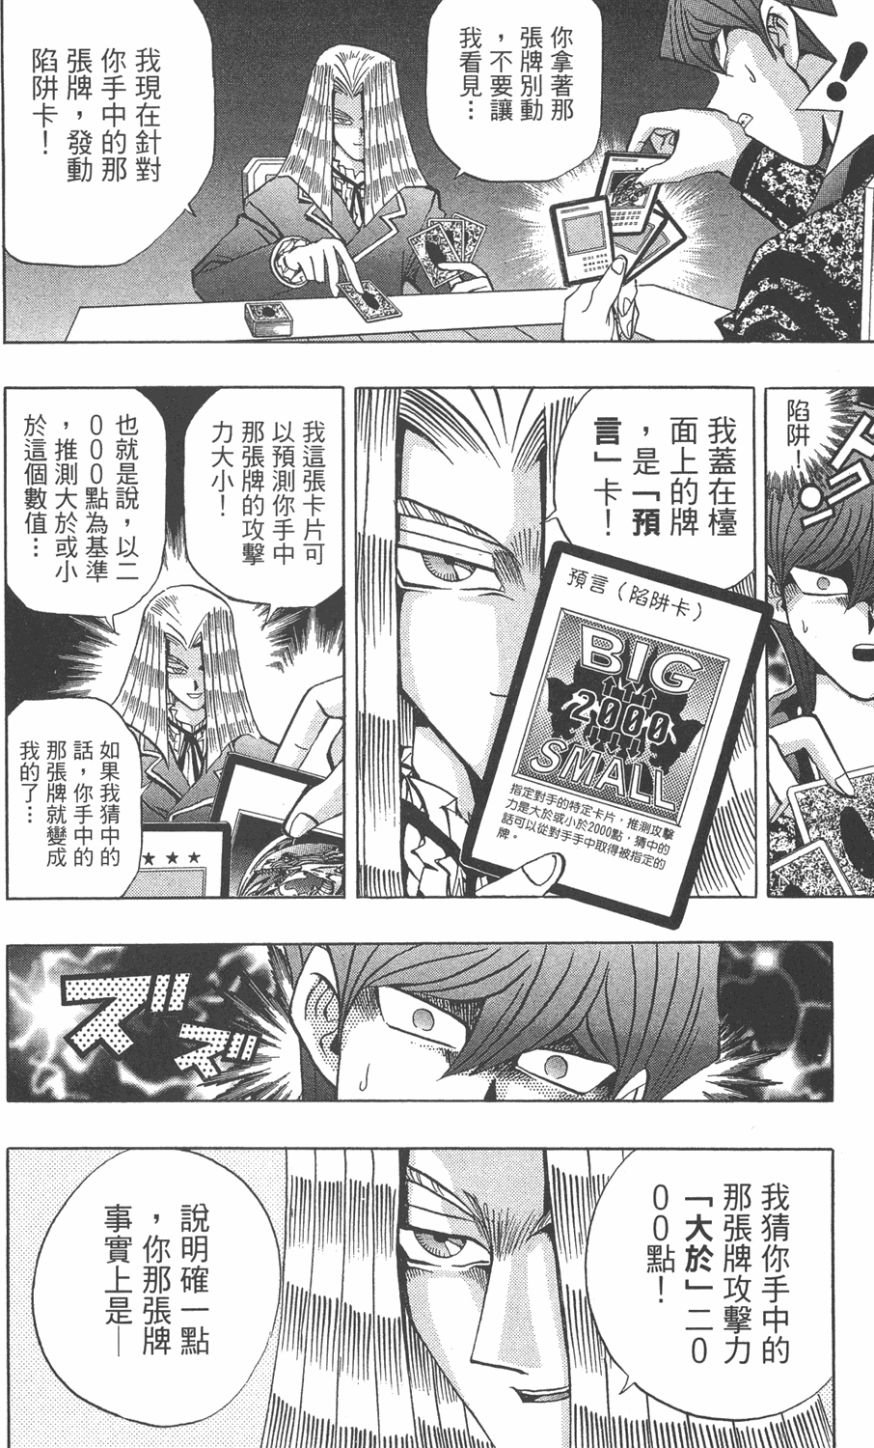 你拿著那
張牌別動
，不要讓
我看見…
！
我現在針對
你手中的那
張牌，發動
陷阱卡！
陷阱！
ドン
我蓋在檯
面上的牌
，是「預
言」卡！
預言（陷阱卡）
BIG
2000
SMALL
指定對手的特定卡片，推測攻擊
力是大於或小於2000點，猜中的
話可以從對手手中取得被指定的
牌。
我這張卡片可
以預測你手中
那張牌的攻擊
力大小！
也就是說，以二
000點為基準
，推測大於或小
於這個數值…
如果我猜中的
話，你手中的
那張牌就變成
我的了…
ズズ
ズズ
我猜你手中的
那張牌攻擊力
「大於」二0
00點！
說明確一點
，你那張牌
事實上是—